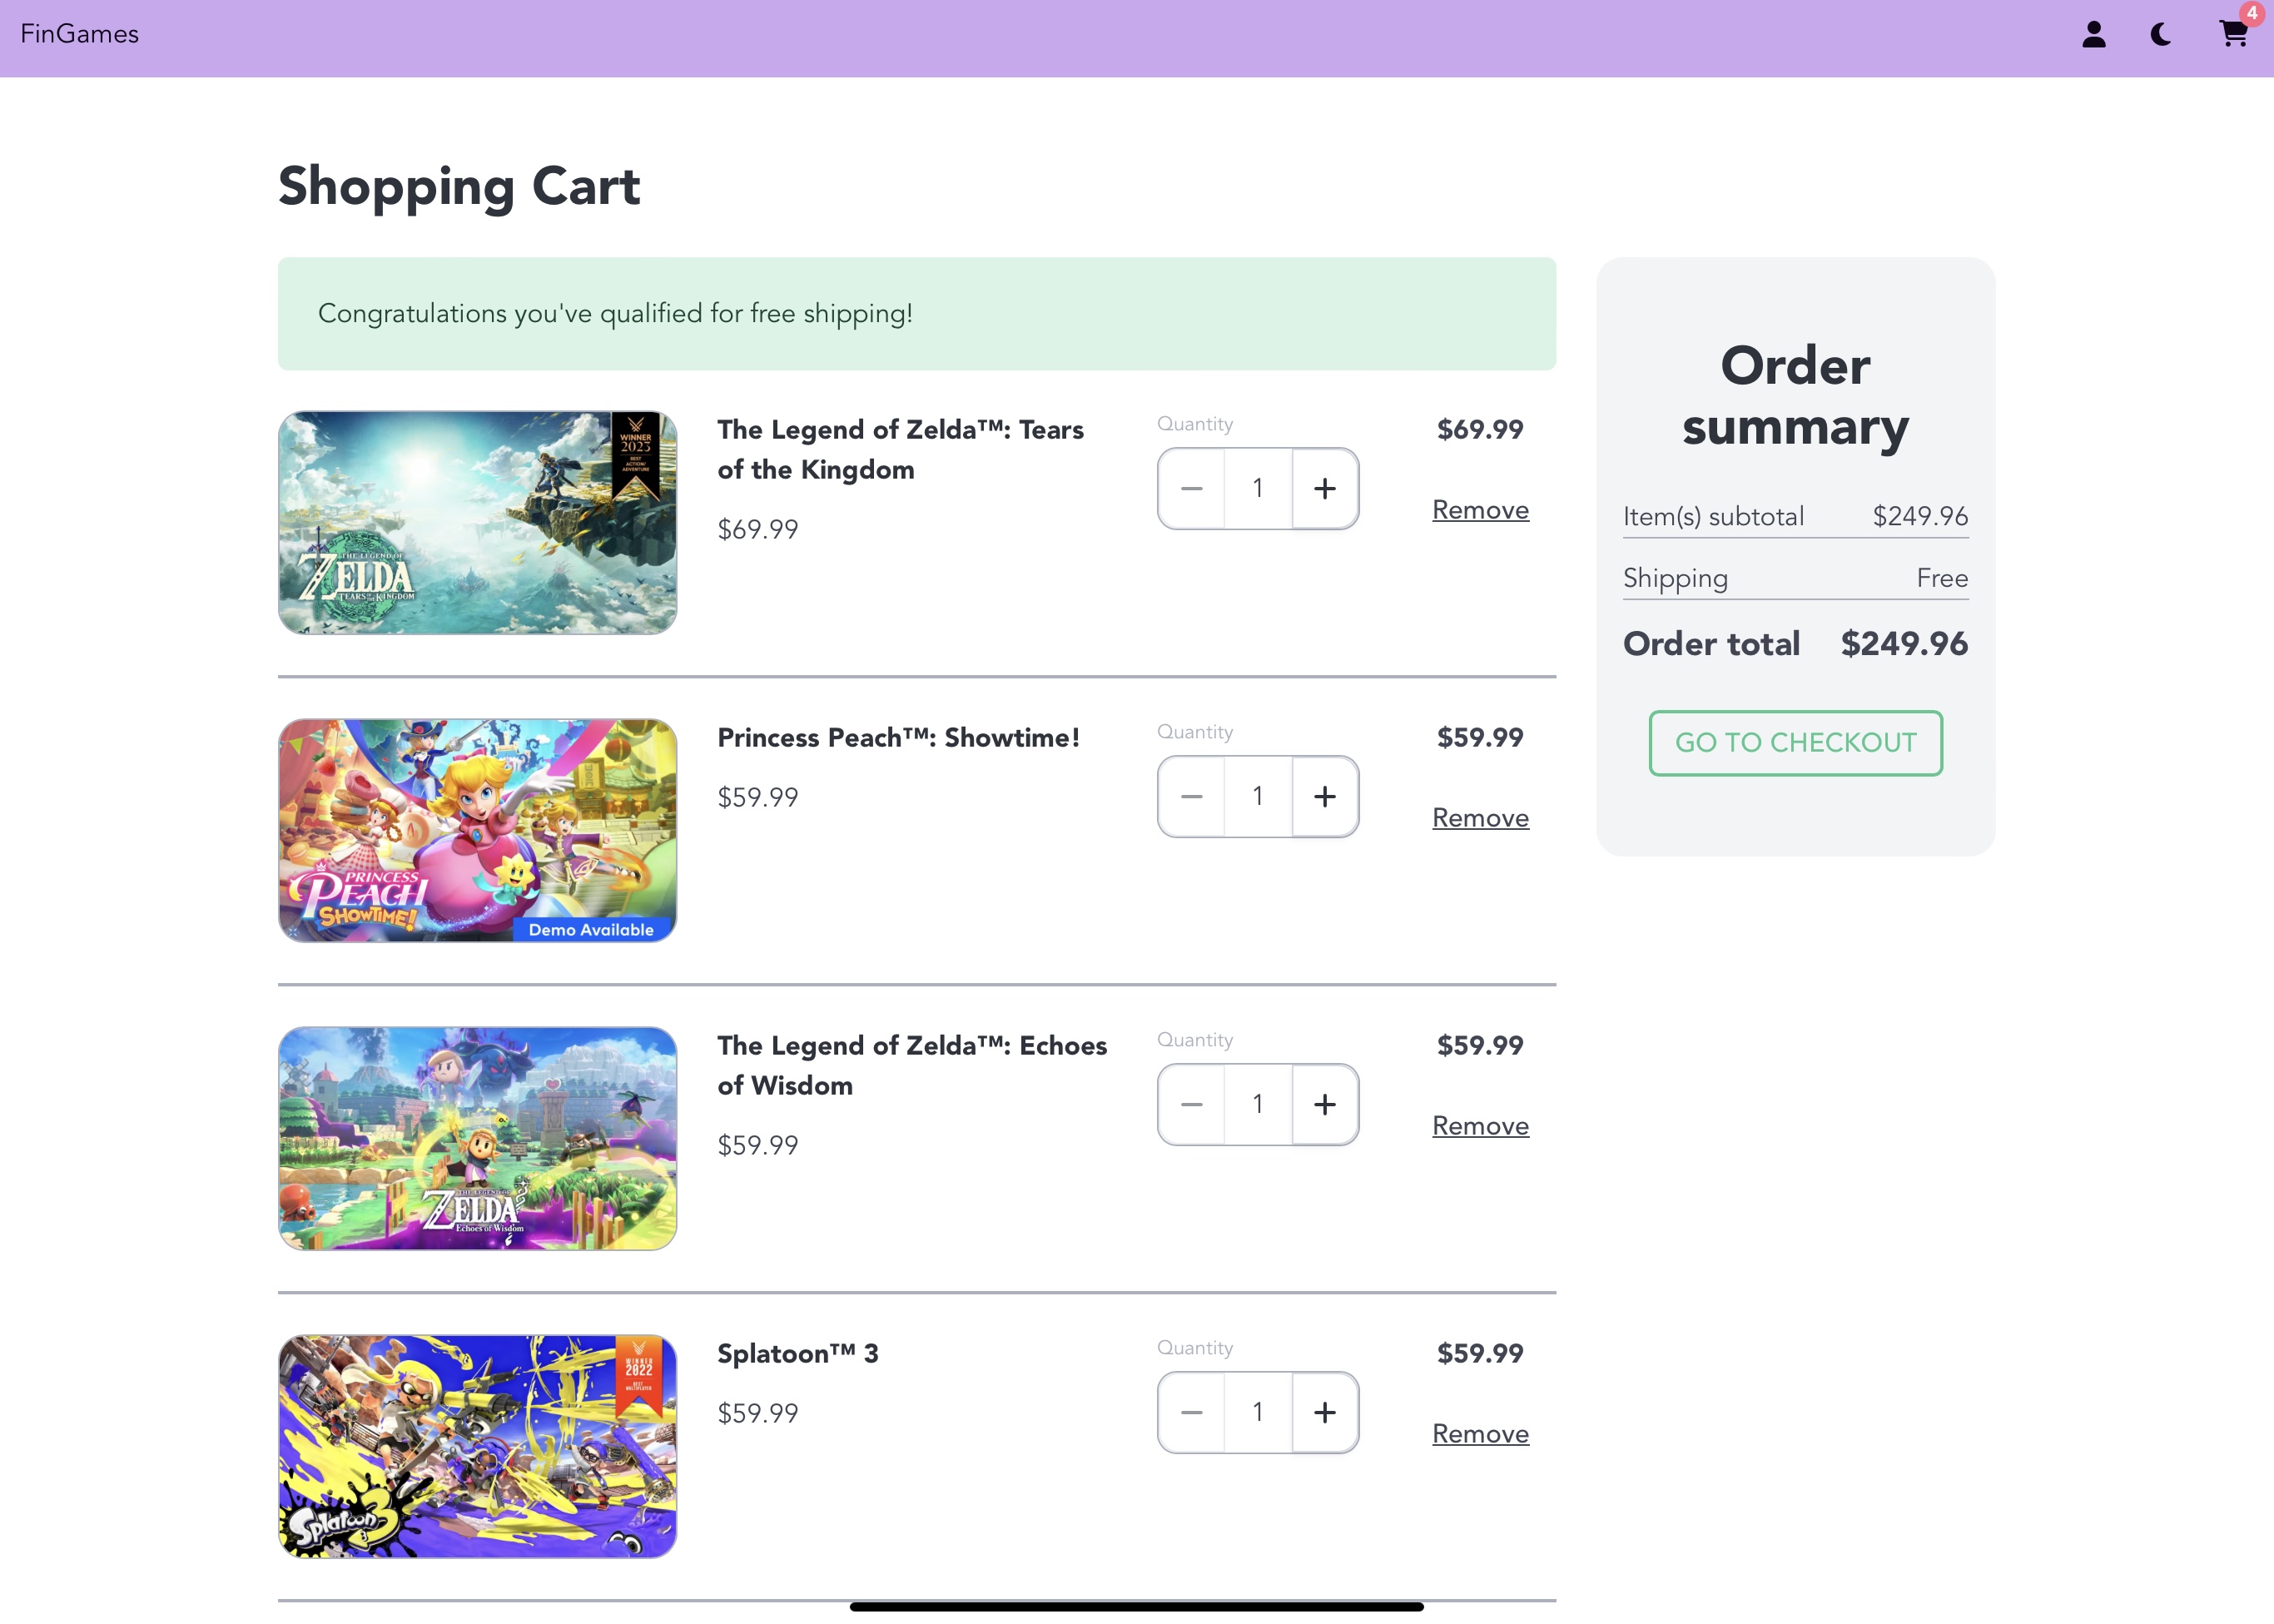 FinGames
4
Shopping Cart
Congratulations you've qualified for free shipping!
WINNER
2023
BEST
ACTION/
ADVENTURE
THE LEGEND OF
ZELDA
TEARS OF THE KINGDOM
The Legend of Zelda™: Tears
of the Kingdom
$69.99
Quantity
1
$69.99
Remove
PRINCESS
PEACH
SHOWTIME!
Demo Available
Princess Peach™: Showtime!
$59.99
Quantity
1
$59.99
Remove
THE LEGEND OF
ZELDA
Echoes of Wisdom
The Legend of Zelda™: Echoes
of Wisdom
$59.99
Quantity
1
$59.99
Remove
WINNER
2022
BEST
MULTIPLAYER
Splatoon 3
Splatoon™ 3
$59.99
Quantity
1
$59.99
Remove
Order
summary
Item(s) subtotal $249.96
Shipping Free
Order total $249.96
GO TO CHECKOUT